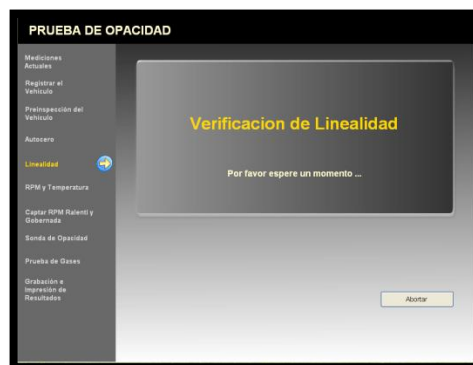 PRUEBA DE OPACIDAD
Mediciones
Actuales
Registrar el
Vehiculo
Preinspección del
Vehiculo
Autocero
Linealidad
RPM y Temperatura
Captar RPM Ralenti y
Gobernada
Sonda de Opacidad
Prueba de Gases
Grabación e
Impresión de
Resultados
Verificacion de Linealidad
Por favor espere un momento ...
Abortar